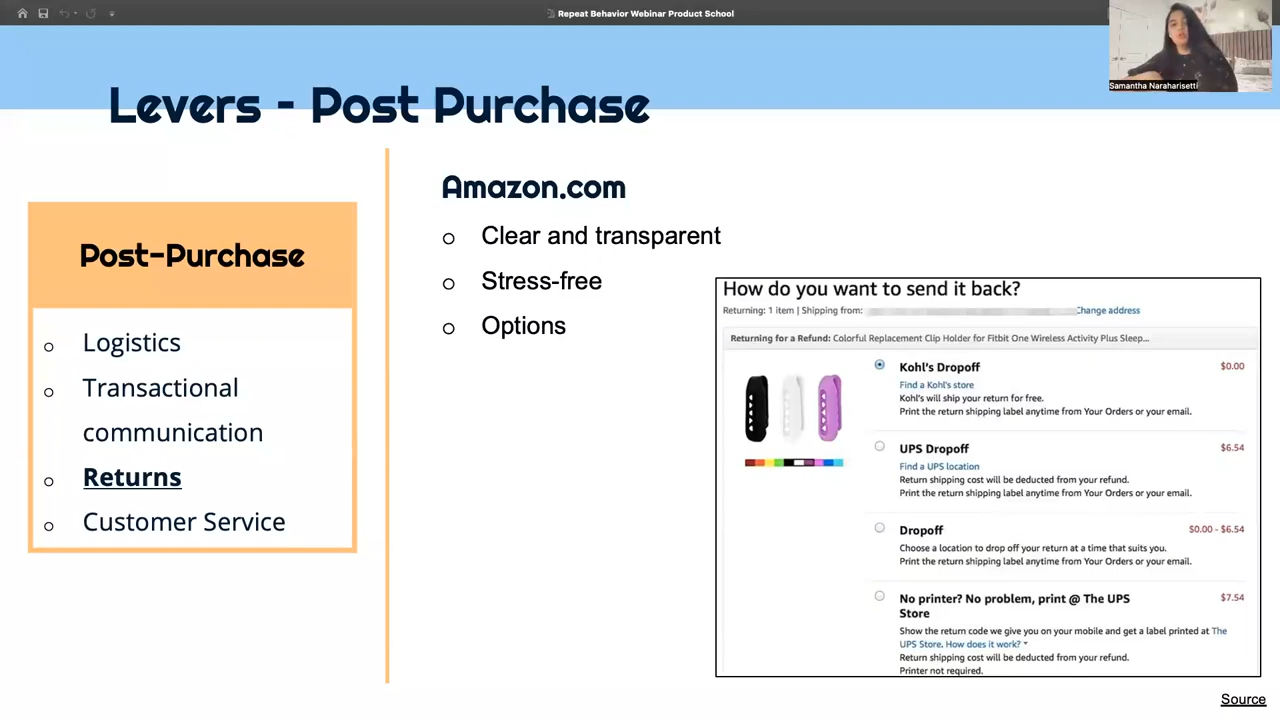 Repeat Behavior Webinar Product School
Samantha Naraharisetti
Levers - Post Purchase
Post-Purchase
Logistics
Transactional
communication
Returns
Customer Service
Amazon.com
Clear and transparent
Stress-free
Options
How do you want to send it back?
Returning: 1 item | Shipping from:
Change address
Returning for a Refund: Colorful Replacement Clip Holder for Fitbit One Wireless Activity Plus Sleep...
Kohl's Dropoff $0.00
Find a Kohl's store
Kohl's will ship your return for free.
Print the return shipping label anytime from Your Orders or your email.
UPS Dropoff $6.54
Find a UPS location
Return shipping cost will be deducted from your refund.
Print the return shipping label anytime from Your Orders or your email.
Dropoff $0.00 - $6.54
Choose a location to drop off your return at a time that suits you.
Print the return shipping label anytime from Your Orders or your email.
No printer? No problem, print @ The UPS $7.54
Store
Show the return code we give you on your mobile and get a label printed at The
UPS Store. How does it work?
Return shipping cost will be deducted from your refund.
Printer not required.
Source